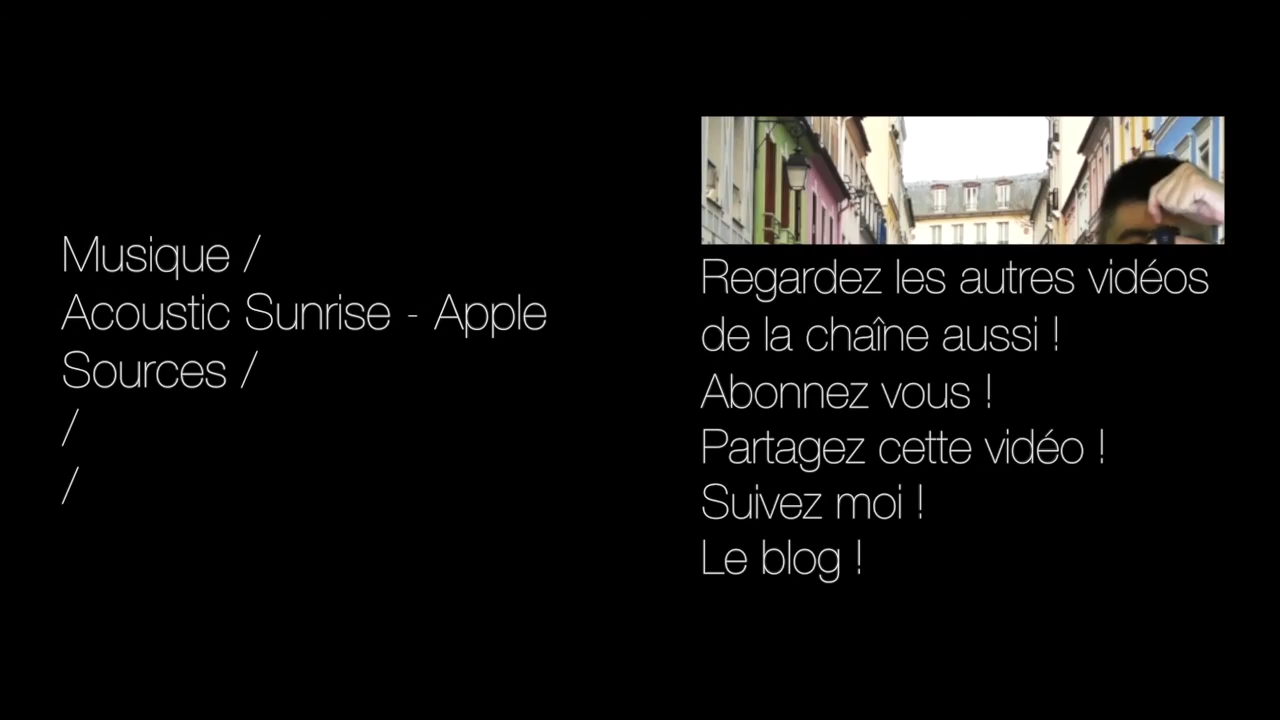 Musique /
Acoustic Sunrise - Apple
Sources /
/
/
Regardez les autres vidéos
de la chaîne aussi !
Abonnez vous !
Partagez cette vidéo !
Suivez moi !
Le blog !